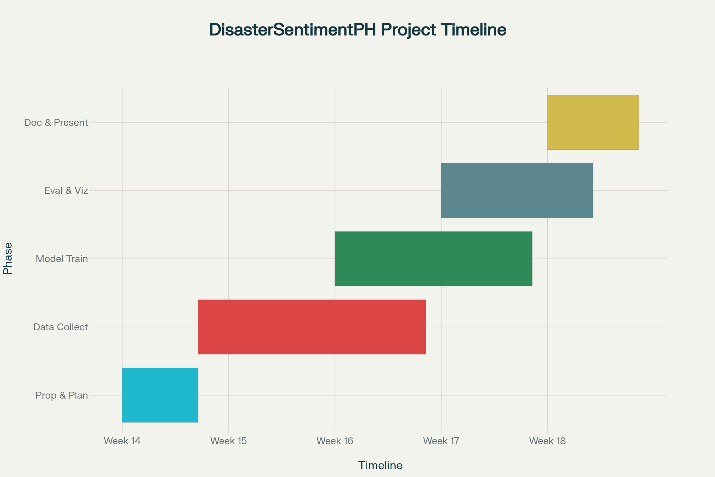 DisasterSentimentPH Project Timeline
Doc & Present
Eval & Viz
Model Train
Data Collect
Prop & Plan
Phase
Week 14 Week 15 Week 16 Week 17 Week 18
Timeline